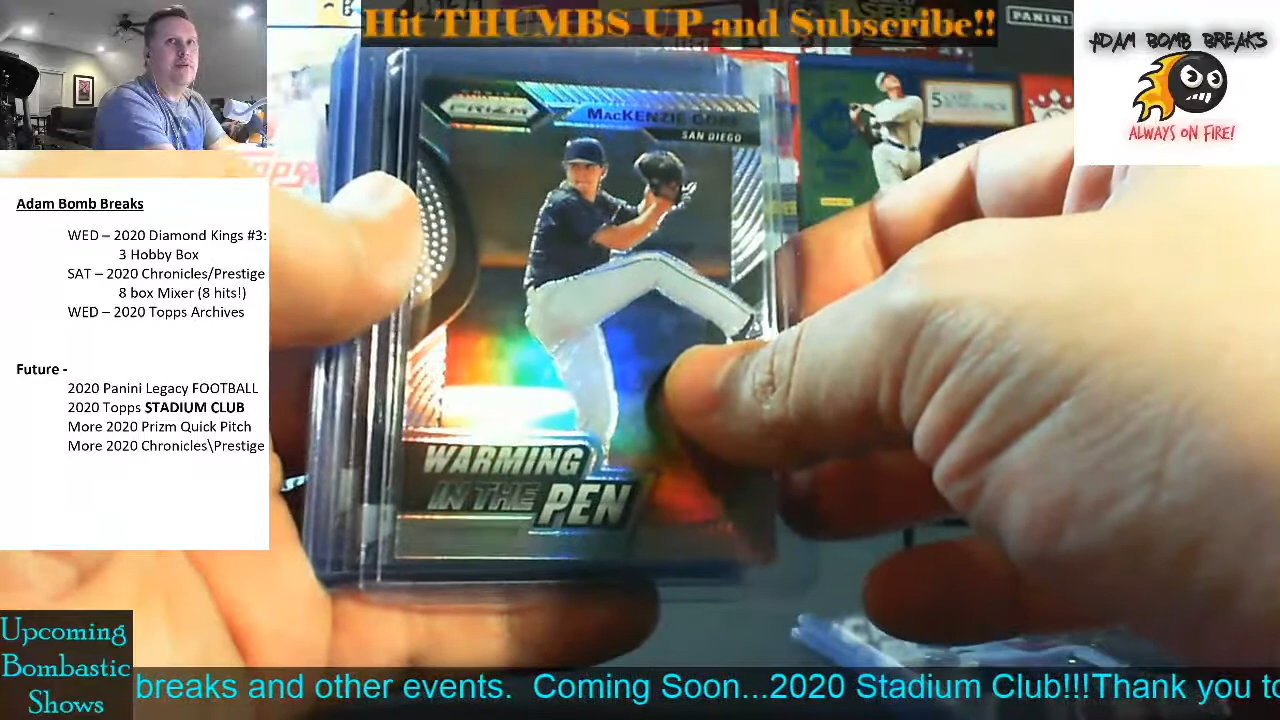 Hit THUMBS UP and Subscribe!!
PANINI
ADAM BOMB BREAKS
ALWAYS ON FIRE!
PRIZM
MACKENZIE GORE
SAN DIEGO
5
Adam Bomb Breaks
WED – 2020 Diamond Kings #3:
3 Hobby Box
SAT – 2020 Chronicles/Prestige
8 box Mixer (8 hits!)
WED – 2020 Topps Archives
Future -
2020 Panini Legacy FOOTBALL
2020 Topps STADIUM CLUB
More 2020 Prizm Quick Pitch
More 2020 Chronicles\Prestige
WARMING
IN THE
PEN
Upcoming
Bombastic
Shows
breaks and other events. Coming Soon...2020 Stadium Club!!!Thank you to